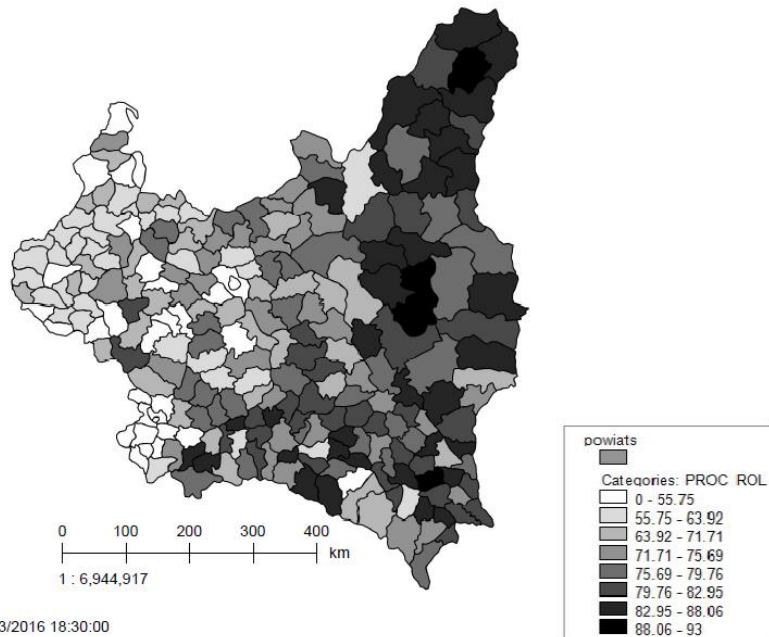 0 100 200 300 400
km
1 : 6,944,917
3/2016 18:30:00
powiats
Categories: PROC_ROL
0 - 55.75
55.75 - 63.92
63.92 - 71.71
71.71 - 75.69
75.69 - 79.76
79.76 - 82.95
82.95 - 88.06
88.06 - 93